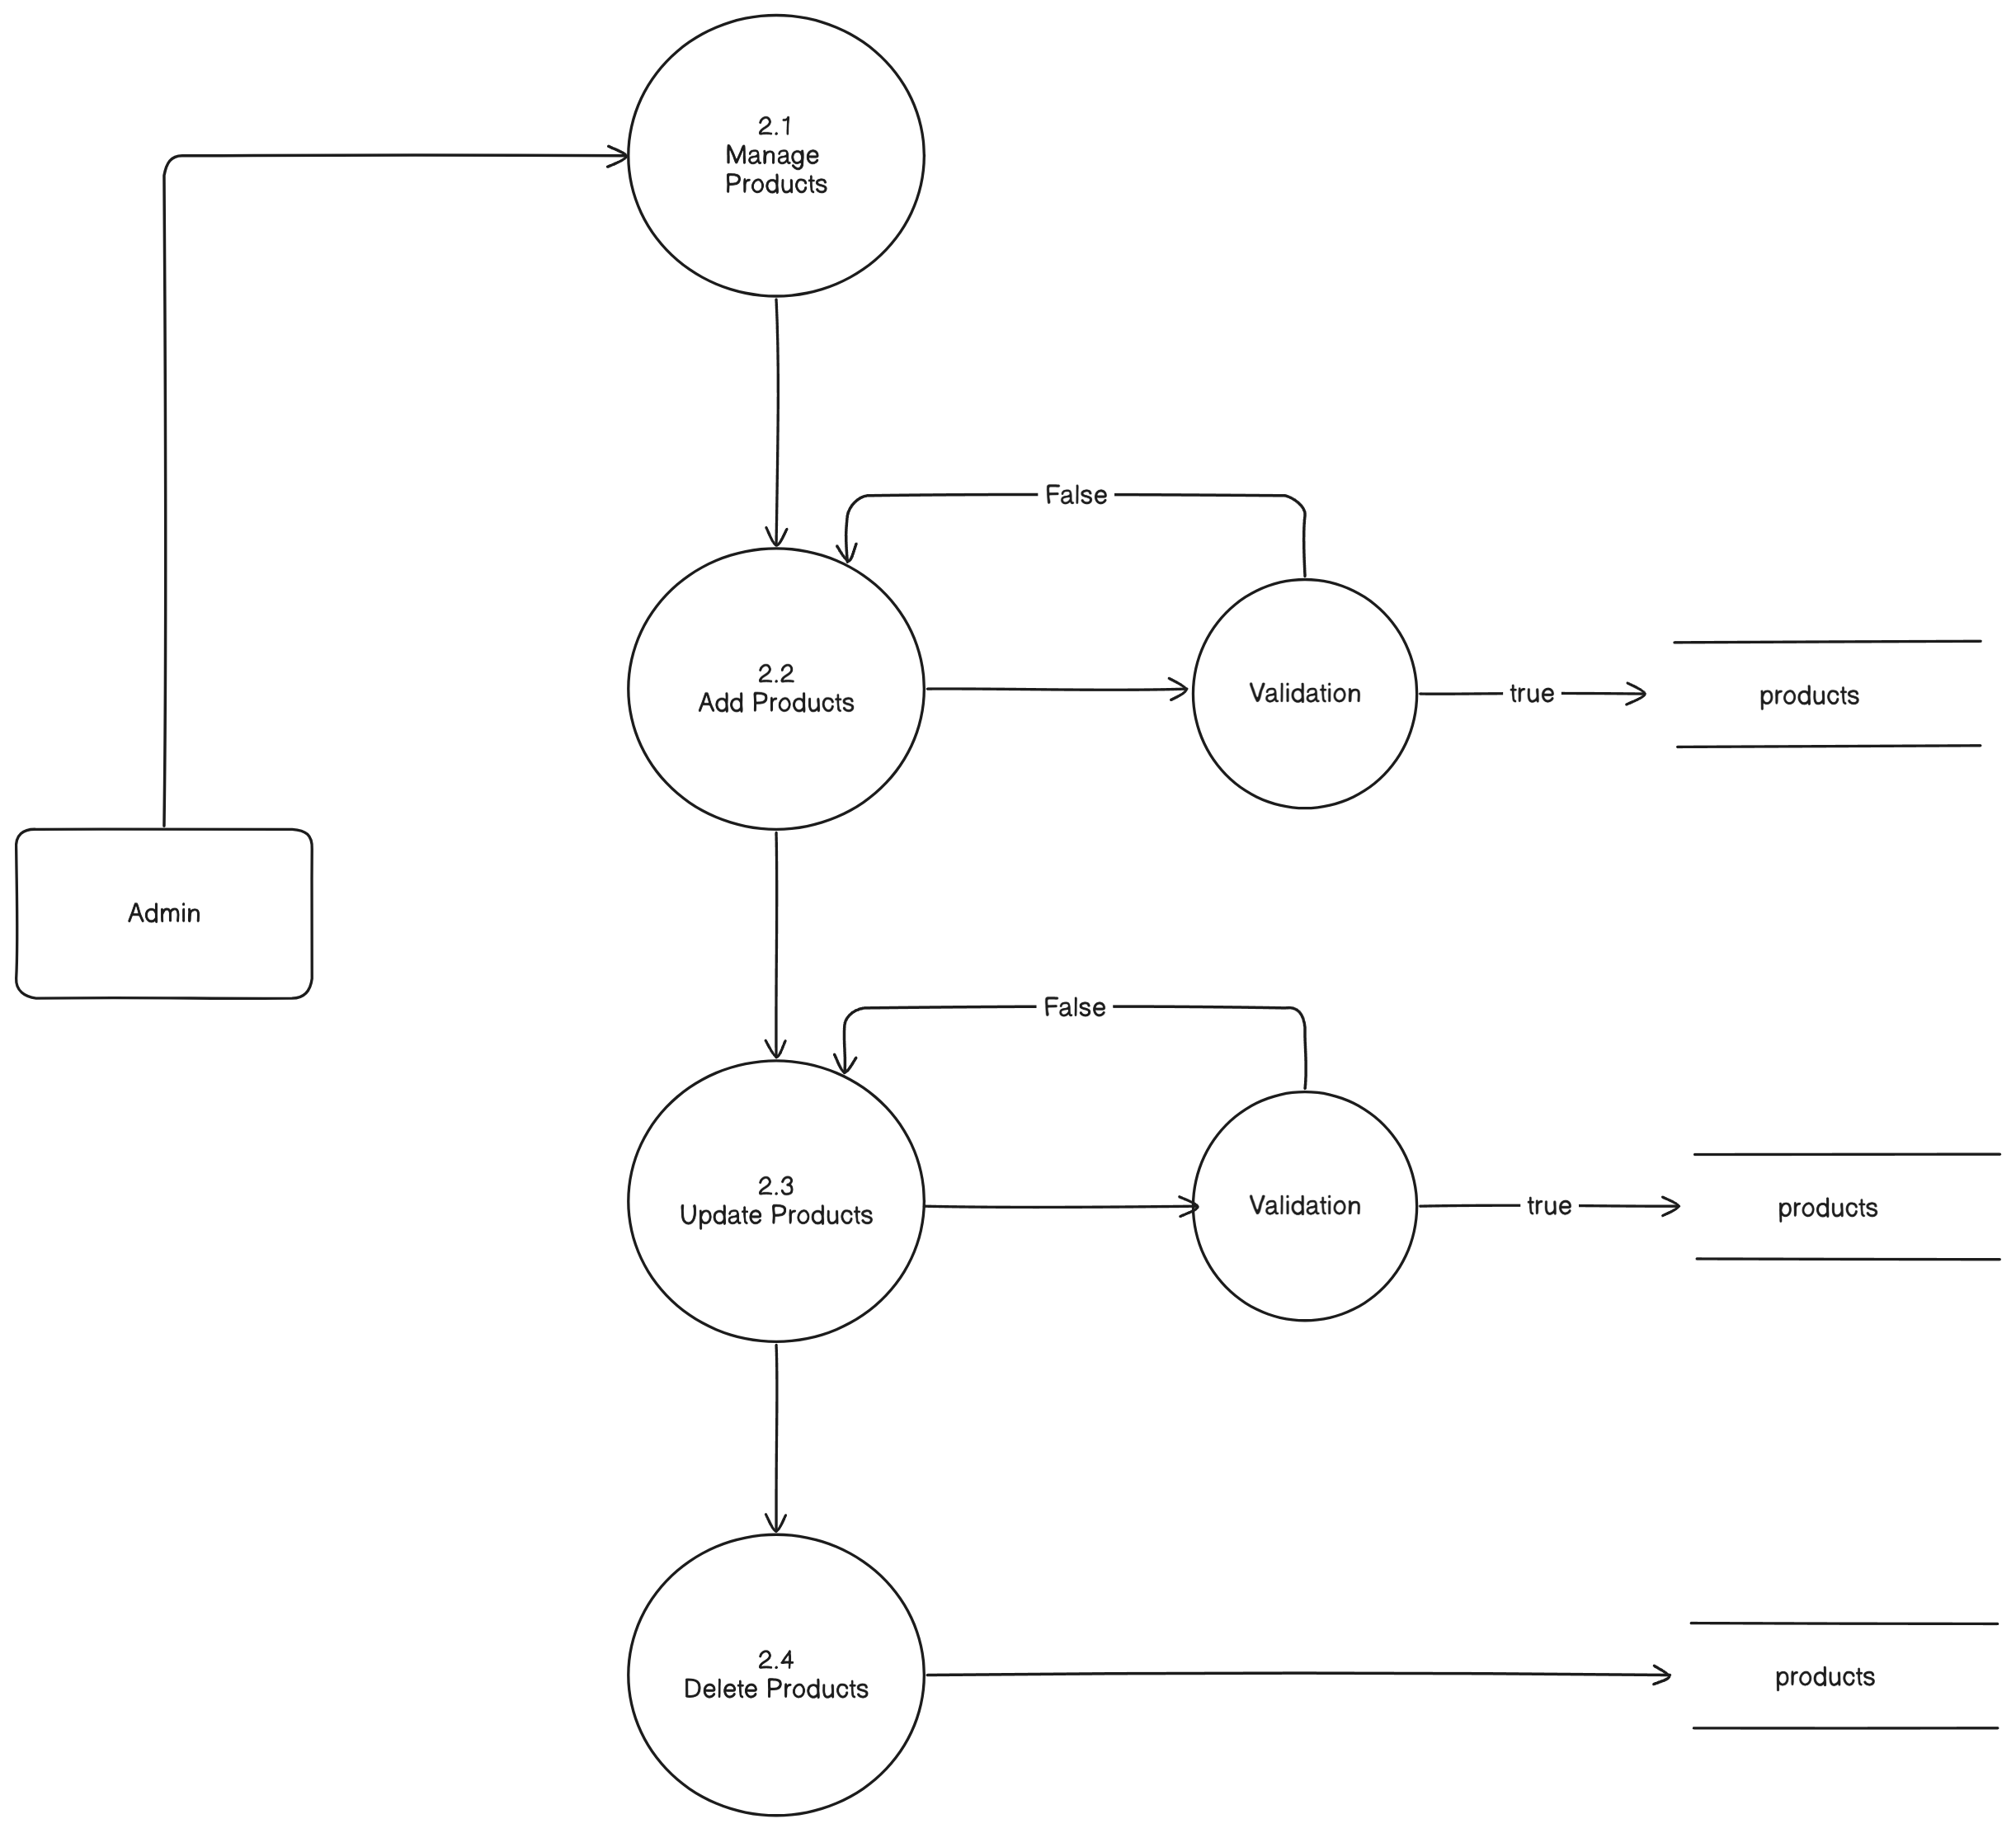 2.1
Manage
Products
False
2.2
Add Products
Validation
true
products
Admin
False
2.3
Update Products
Validation
true
products
2.4
Delete Products
products